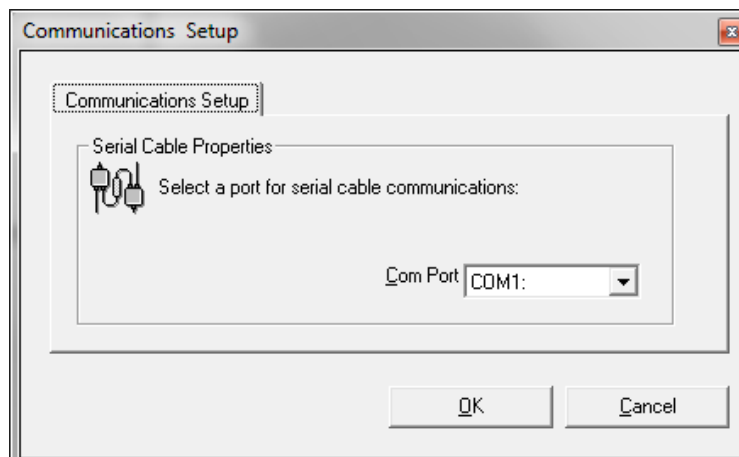 Communications  Setup
Communications Setup
Serial Cable Properties
Select a port for serial cable communications:
Com Port COM1:
OK Cancel